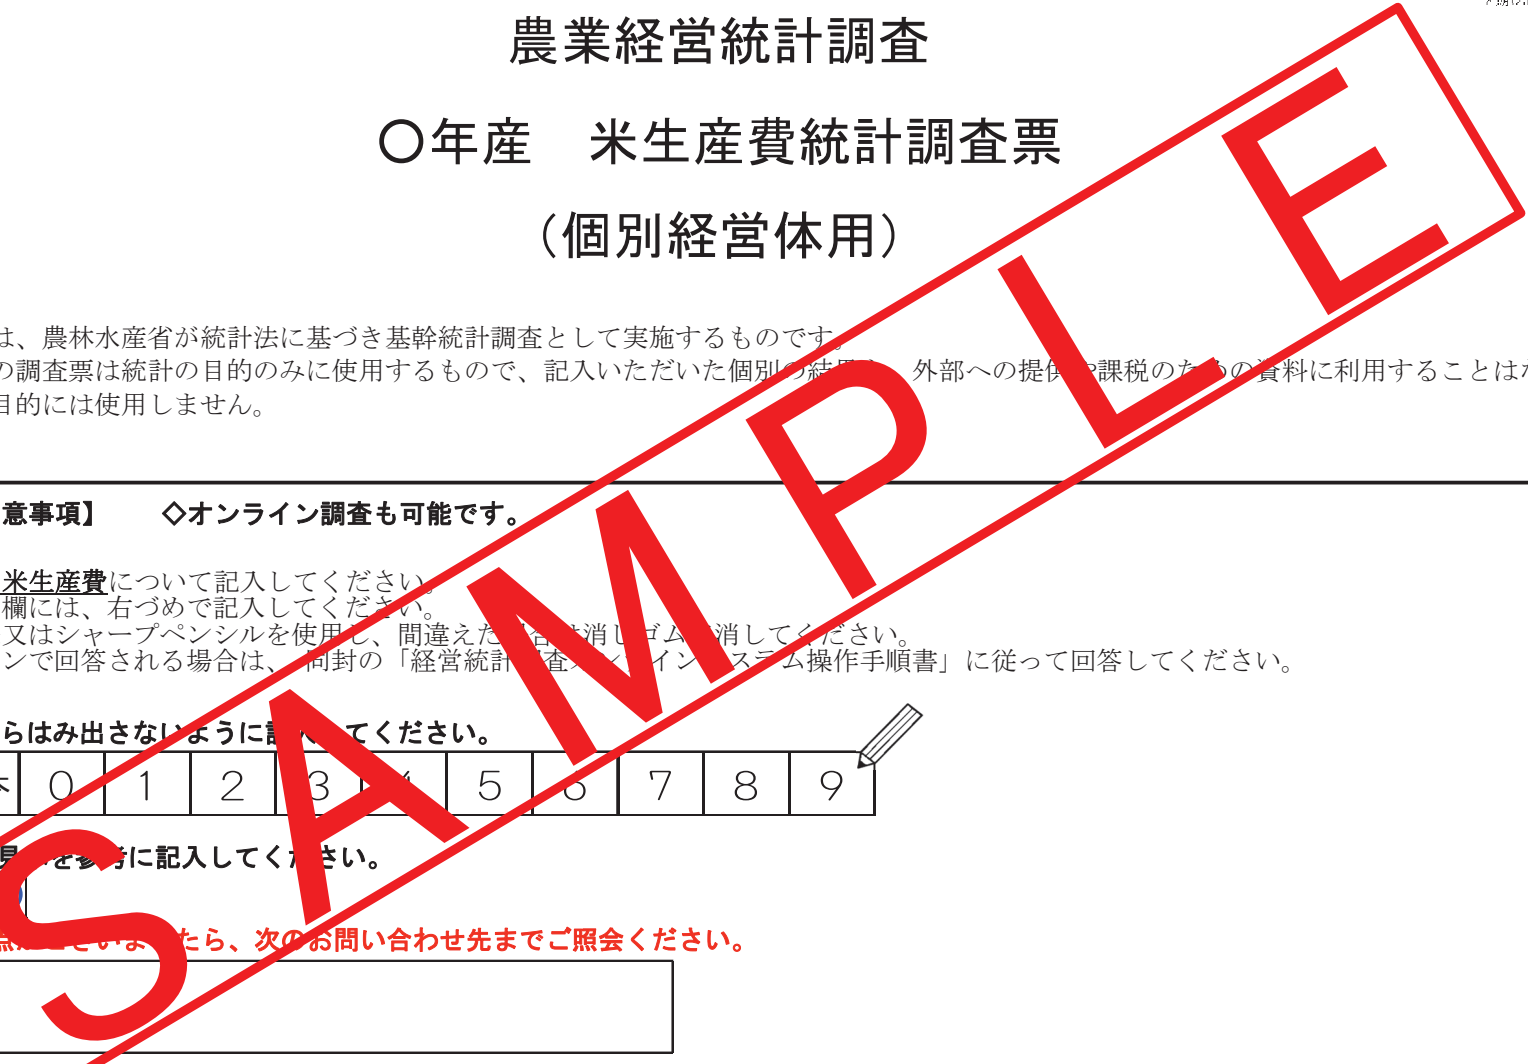 農業経営統計調査
〇年産　米生産費統計調査票
（個別経営体用）
は、農林水産省が統計法に基づき基幹統計調査として実施するものです。
の調査票は統計の目的のみに使用するもので、記入いただいた個別の結果を、外部への提供や課税のための資料に利用することは
目的には使用しません。
意事項】　◇オンライン調査も可能です。
米生産費について記入してください。
欄には、右づめで記入してください。
又はシャープペンシルを使用し、間違えた場合は消しゴムで消してください。
ンで回答される場合は、同封の「経営統計調査オンラインシステム操作手順書」に従って回答してください。
らはみ出さないように記入してください。
0 1 2 3 4 5 6 7 8 9
を参考に記入してください。
たら、次のお問い合わせ先までご照会ください。
SAMPLE